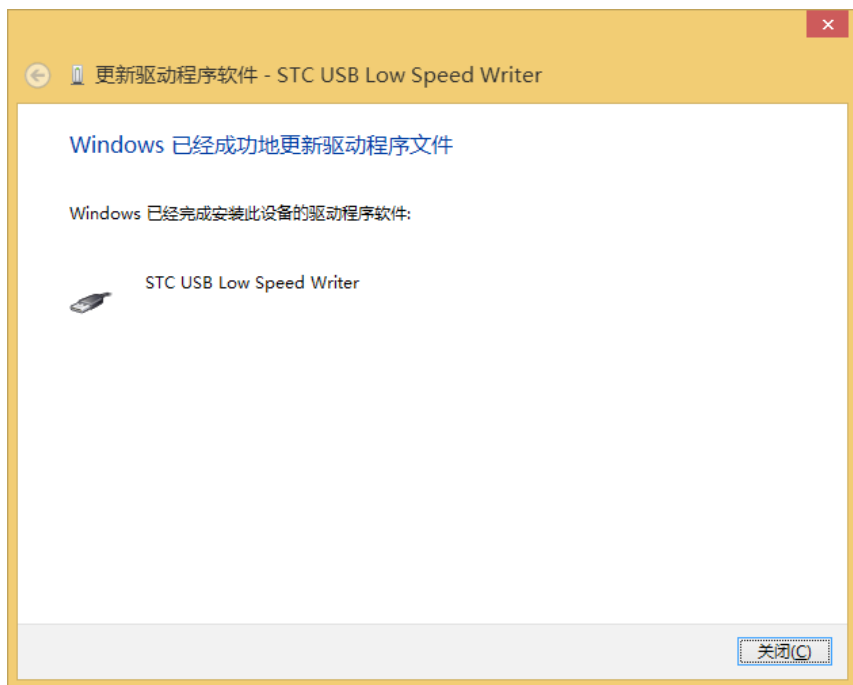 更新驱动程序软件 - STC USB Low Speed Writer
Windows 已经成功地更新驱动程序文件
Windows 已经完成安装此设备的驱动程序软件:
STC USB Low Speed Writer
关闭(C)